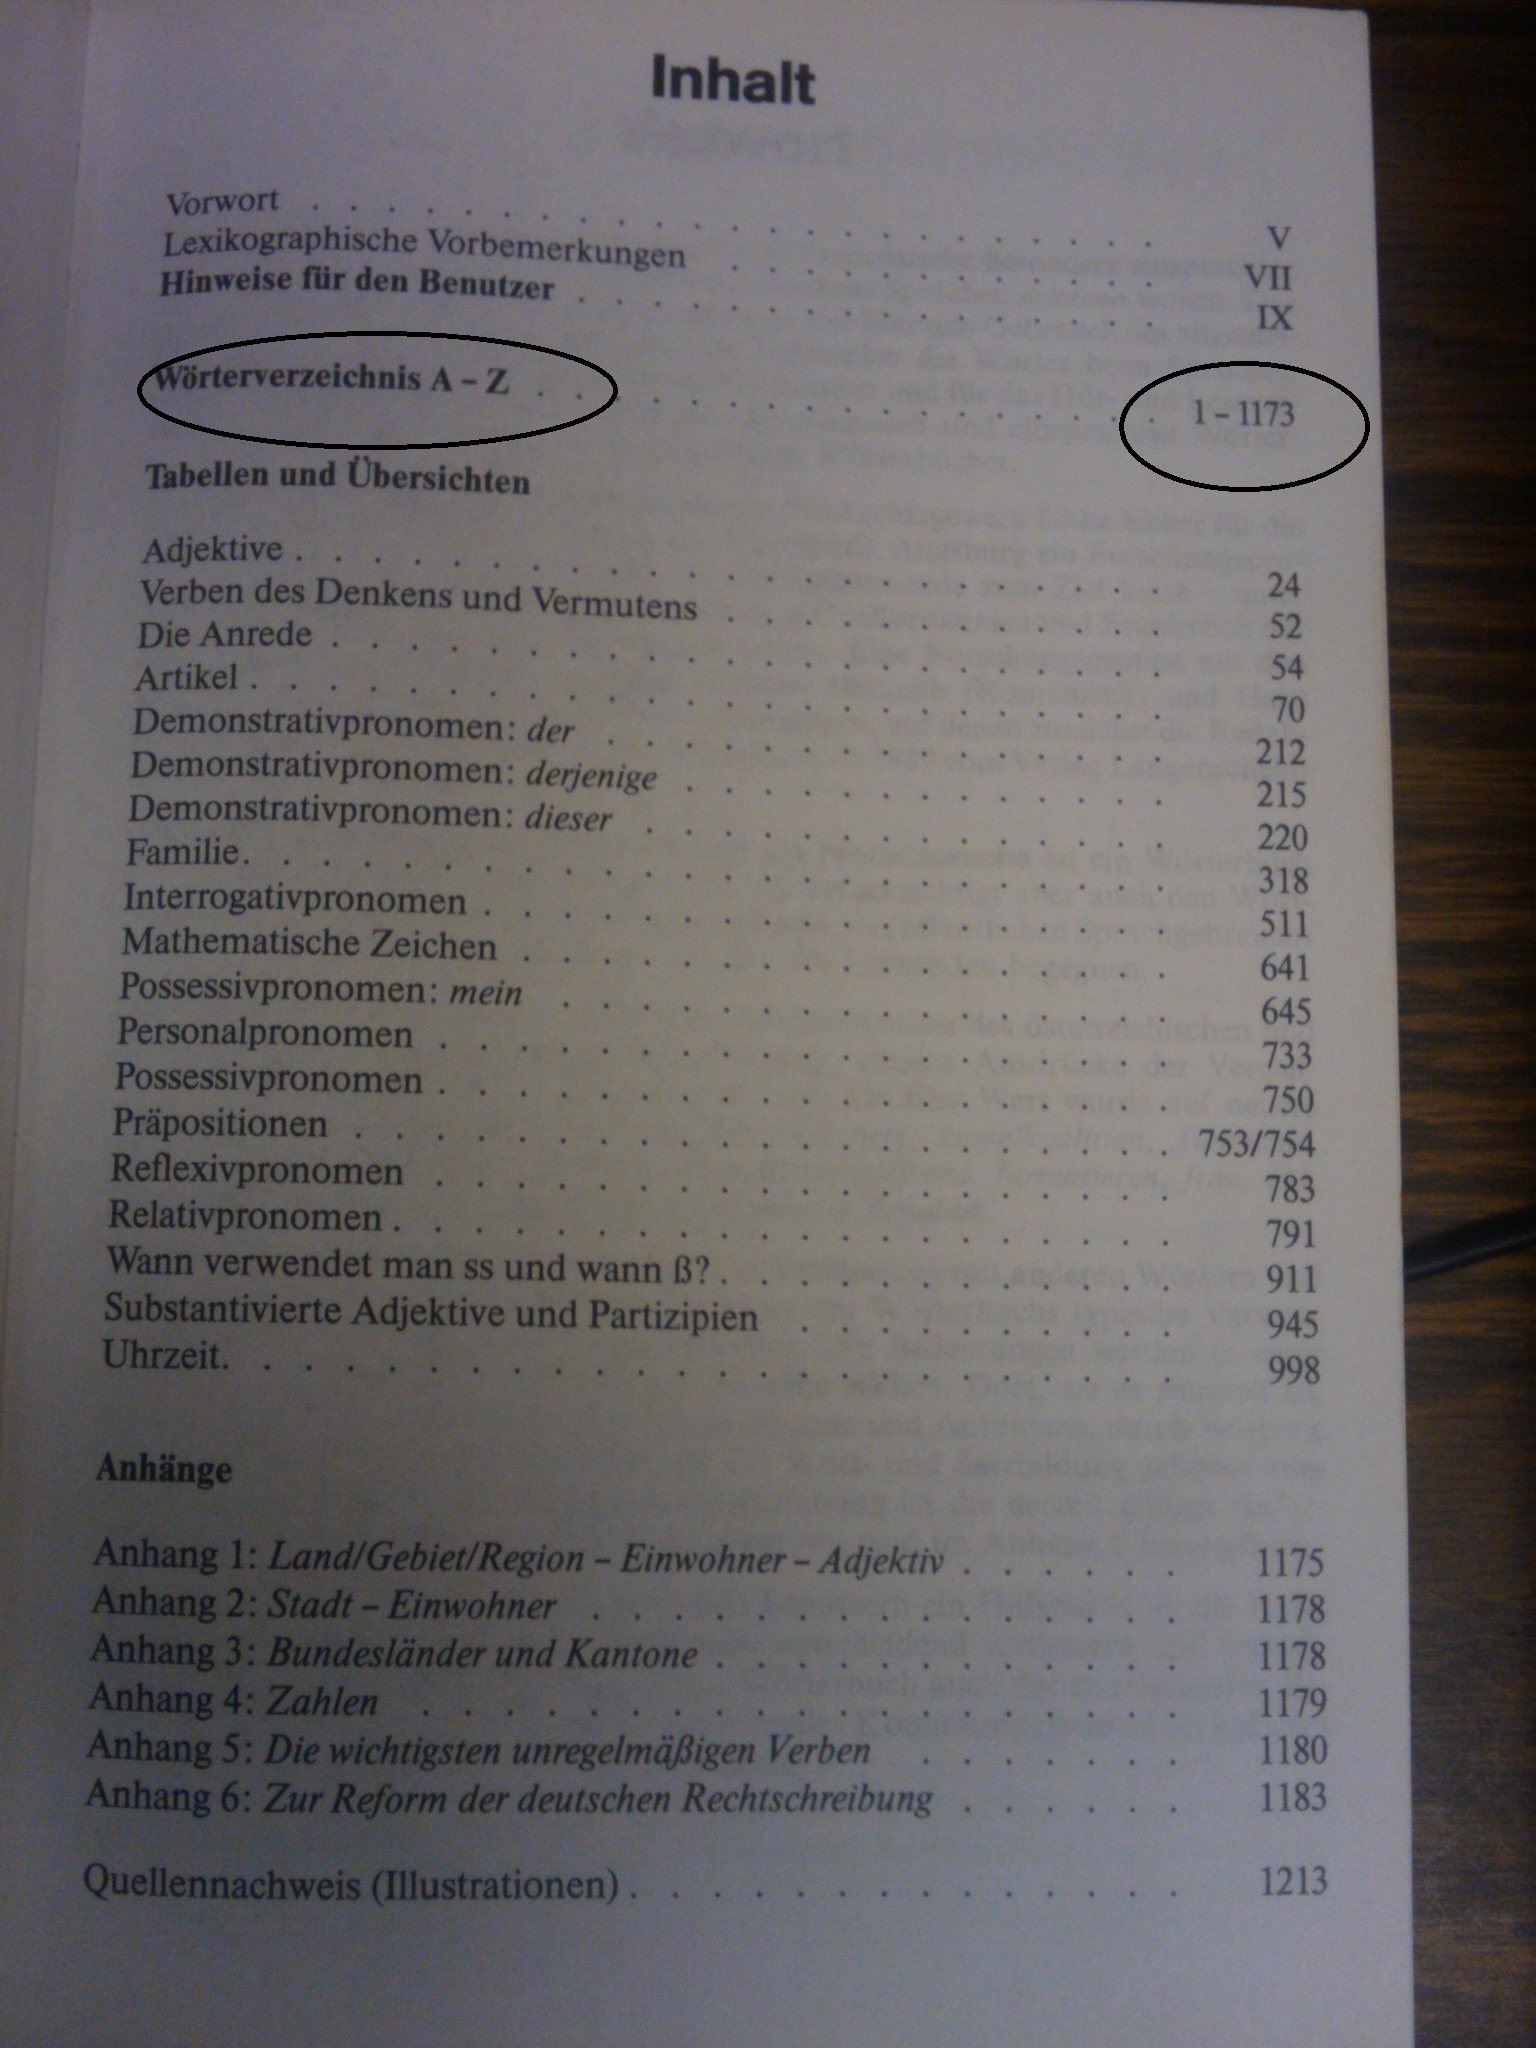 Inhalt
Vorwort . . . . . . . . . . . . . . . . . . . . . V
Lexikographische Vorbemerkungen . . . . . . . . . . . VII
Hinweise für den Benutzer . . . . . . . . . . . . . . . IX
Wörterverzeichnis A – Z . . . . . . . . . . . . . . . . 1 – 1173
Tabellen und Übersichten
Adjektive . . . . . . . . . . . . . . . . . . . . . . 24
Verben des Denkens und Vermutens . . . . . . . . . . . 52
Die Anrede . . . . . . . . . . . . . . . . . . . . . 54
Artikel . . . . . . . . . . . . . . . . . . . . . . . 70
Demonstrativpronomen: der . . . . . . . . . . . . . . 212
Demonstrativpronomen: derjenige . . . . . . . . . . . . 215
Demonstrativpronomen: dieser . . . . . . . . . . . . . 220
Familie . . . . . . . . . . . . . . . . . . . . . . . 318
Interrogativpronomen . . . . . . . . . . . . . . . . . 511
Mathematische Zeichen . . . . . . . . . . . . . . . . 641
Possessivpronomen: mein . . . . . . . . . . . . . . . 645
Personalpronomen . . . . . . . . . . . . . . . . . . 733
Possessivpronomen . . . . . . . . . . . . . . . . . . 750
Präpositionen . . . . . . . . . . . . . . . . . . . . 753/754
Reflexivpronomen . . . . . . . . . . . . . . . . . . 783
Relativpronomen . . . . . . . . . . . . . . . . . . . 791
Wann verwendet man ss und wann ß? . . . . . . . . . . . 911
Substantivierte Adjektive und Partizipien . . . . . . . . . 945
Uhrzeit . . . . . . . . . . . . . . . . . . . . . . . 998
Anhänge
Anhang 1: Land/Gebiet/Region – Einwohner – Adjektiv . . . . . . 1175
Anhang 2: Stadt – Einwohner . . . . . . . . . . . . . . 1178
Anhang 3: Bundesländer und Kantone . . . . . . . . . . . 1178
Anhang 4: Zahlen . . . . . . . . . . . . . . . . . . 1179
Anhang 5: Die wichtigsten unregelmäßigen Verben . . . . . . . 1180
Anhang 6: Zur Reform der deutschen Rechtschreibung . . . . . . 1183
Quellennachweis (Illustrationen) . . . . . . . . . . . . . 1213